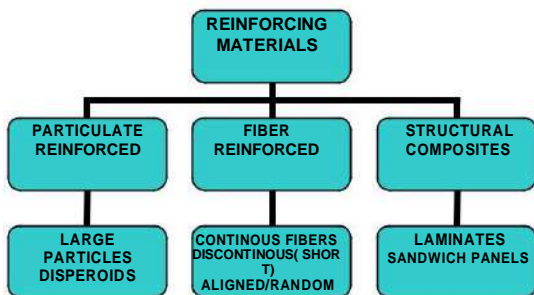 REINFORCING
MATERIALS
PARTICULATE
REINFORCED
FIBER
REINFORCED
STRUCTURAL
COMPOSITES
LARGE
PARTICLES
DISPEROIDS
CONTINOUS FIBERS
DISCONTINOUS( SHOR
T)
ALIGNED/RANDOM
LAMINATES
SANDWICH PANELS